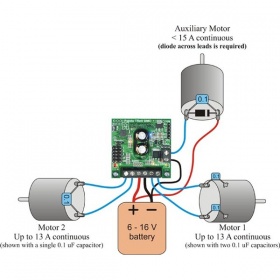 Auxiliary Motor
< 15 A continuous
(diode across leads is required)
0.1
0.1
0.1
0.1
Motor 2
Up to 13 A continuous
(shown with a single 0.1 uF capacitor)
+ −
6 - 16 V
battery
Motor 1
Up to 13 A continuous
(shown with two 0.1 uF capacitors)